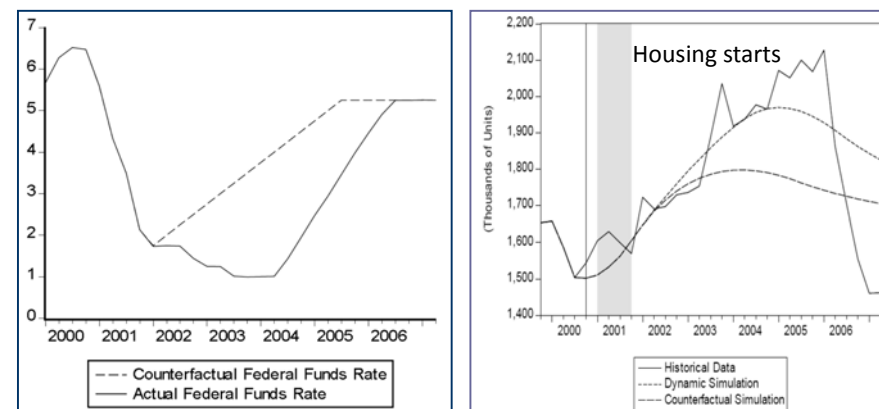 7
6
5
4
3
2
1
0
2000 2001 2002 2003 2004 2005 2006
Counterfactual Federal Funds Rate
Actual Federal Funds Rate
Housing starts
(Thousands of Units)
2,200
2,100
2,000
1,900
1,800
1,700
1,600
1,500
1,400
2000 2001 2002 2003 2004 2005 2006
Historical Data
Dynamic Simulation
Counterfactual Simulation